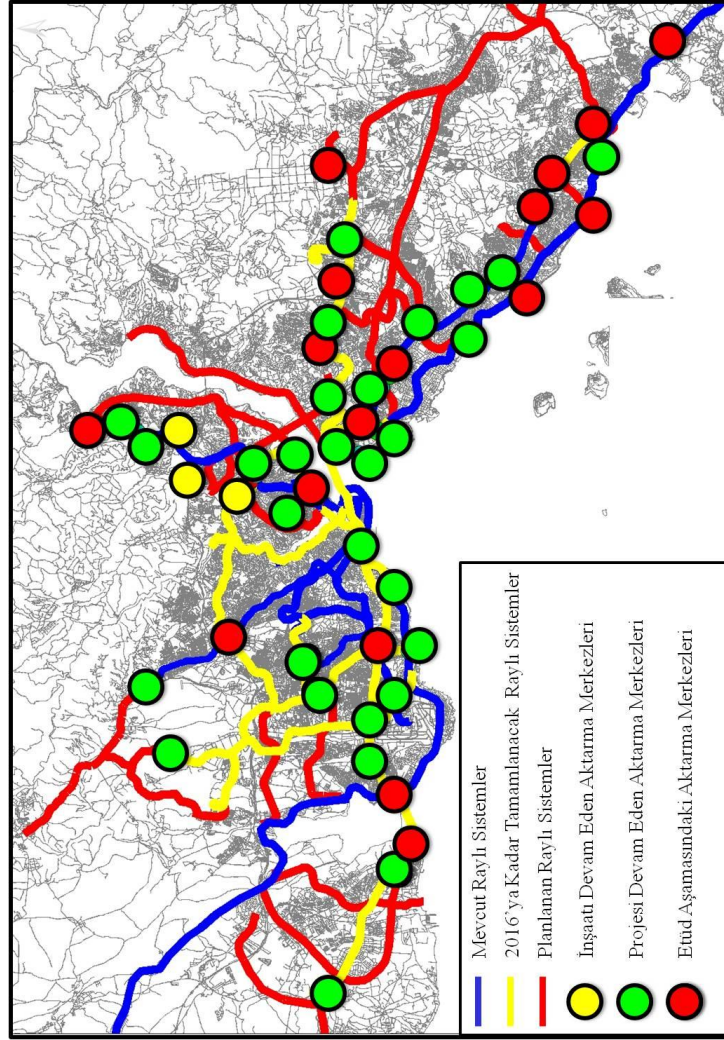 Mevcut Raylı Sistemler
2016`ya Kadar Tamamlanacak Raylı Sistemler
Planlanan Raylı Sistemler
İnşaatı Devam Eden Aktarma Merkezleri
Projesi Devam Eden Aktarma Merkezleri
Etüd Aşamasındaki Aktarma Merkezleri